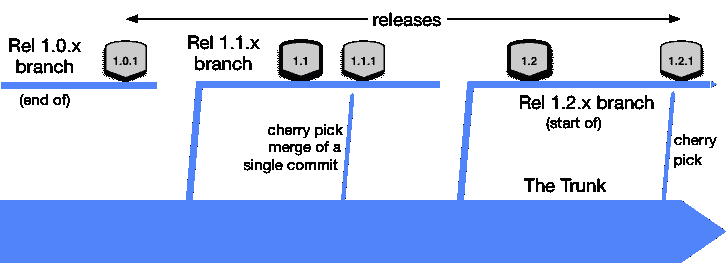 releases
Rel 1.0.x
branch
(end of)
1.0.1
Rel 1.1.x
branch
1.1
1.1.1
cherry pick
merge of a
single commit
1.2
Rel 1.2.x branch
(start of)
1.2.1
cherry
pick
The Trunk